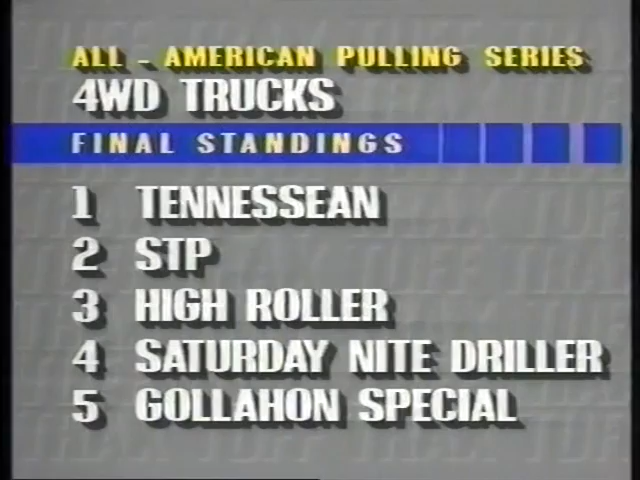 ALL - AMERICAN PULLING SERIES
4WD TRUCKS
FINAL STANDINGS
1 TENNESSEAN
2 STP
3 HIGH ROLLER
4 SATURDAY NITE DRILLER
5 GOLLAHON SPECIAL